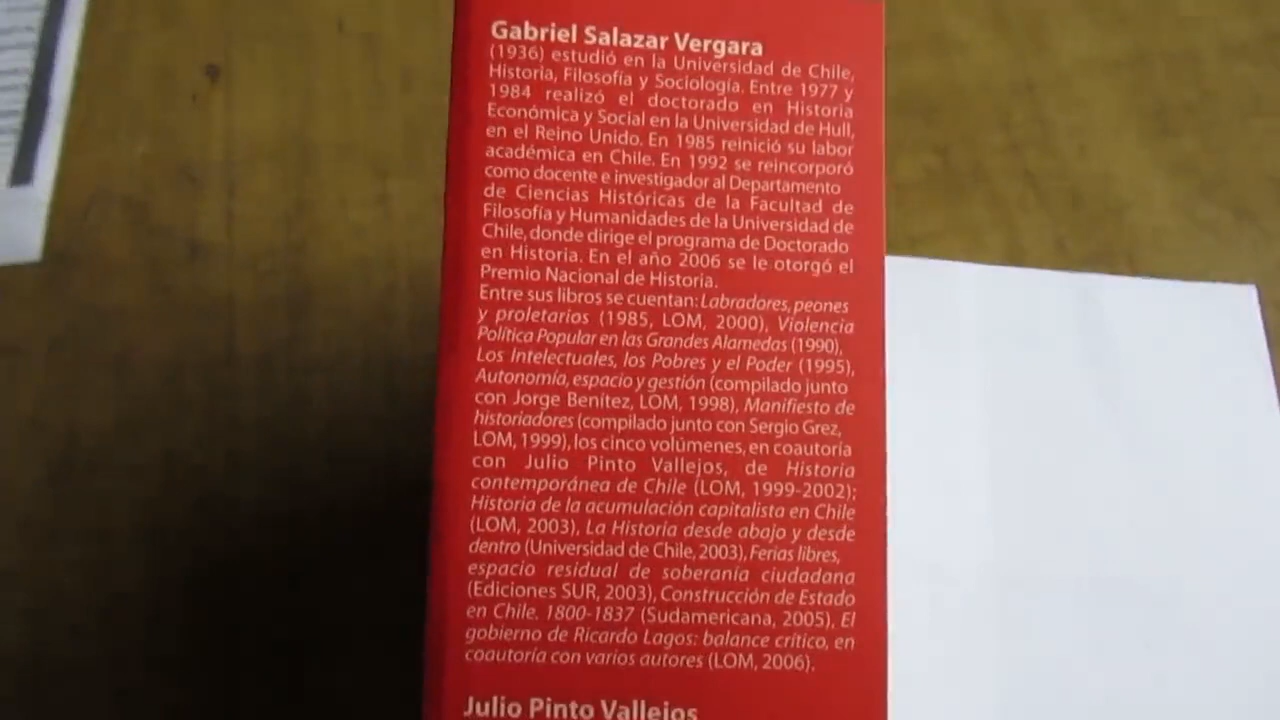 Gabriel Salazar Vergara
(1936) estudió en la Universidad de Chile,
Historia, Filosofía y Sociología. Entre 1977 y
1984 realizó el doctorado en Historia
Económica y Social en la Universidad de Hull,
en el Reino Unido. En 1985 reinició su labor
académica en Chile. En 1992 se reincorporó
como docente e investigador al Departamento
de Ciencias Históricas de la Facultad de
Filosofía y Humanidades de la Universidad de
Chile, donde dirige el programa de Doctorado
en Historia. En el año 2006 se le otorgó el
Premio Nacional de Historia.
Entre sus libros se cuentan: Labradores, peones
y proletarios (1985, LOM, 2000), Violencia
Política Popular en las Grandes Alamedas (1990),
Los Intelectuales, los Pobres y el Poder (1995),
Autonomía, espacio y gestión (compilado junto
con Jorge Benítez, LOM, 1998), Manifiesto de
historiadores (compilado junto con Sergio Grez,
LOM, 1999), los cinco volúmenes, en coautoría
con Julio Pinto Vallejos, de Historia
contemporánea de Chile (LOM, 1999-2002);
Historia de la acumulación capitalista en Chile
(LOM, 2003), La Historia desde abajo y desde
dentro (Universidad de Chile, 2003), Ferias libres,
espacio residual de soberanía ciudadana
(Ediciones SUR, 2003), Construcción de Estado
en Chile. 1800-1837 (Sudamericana, 2005), El
gobierno de Ricardo Lagos: balance crítico, en
coautoría con varios autores (LOM, 2006).
Julio Pinto Vallejos